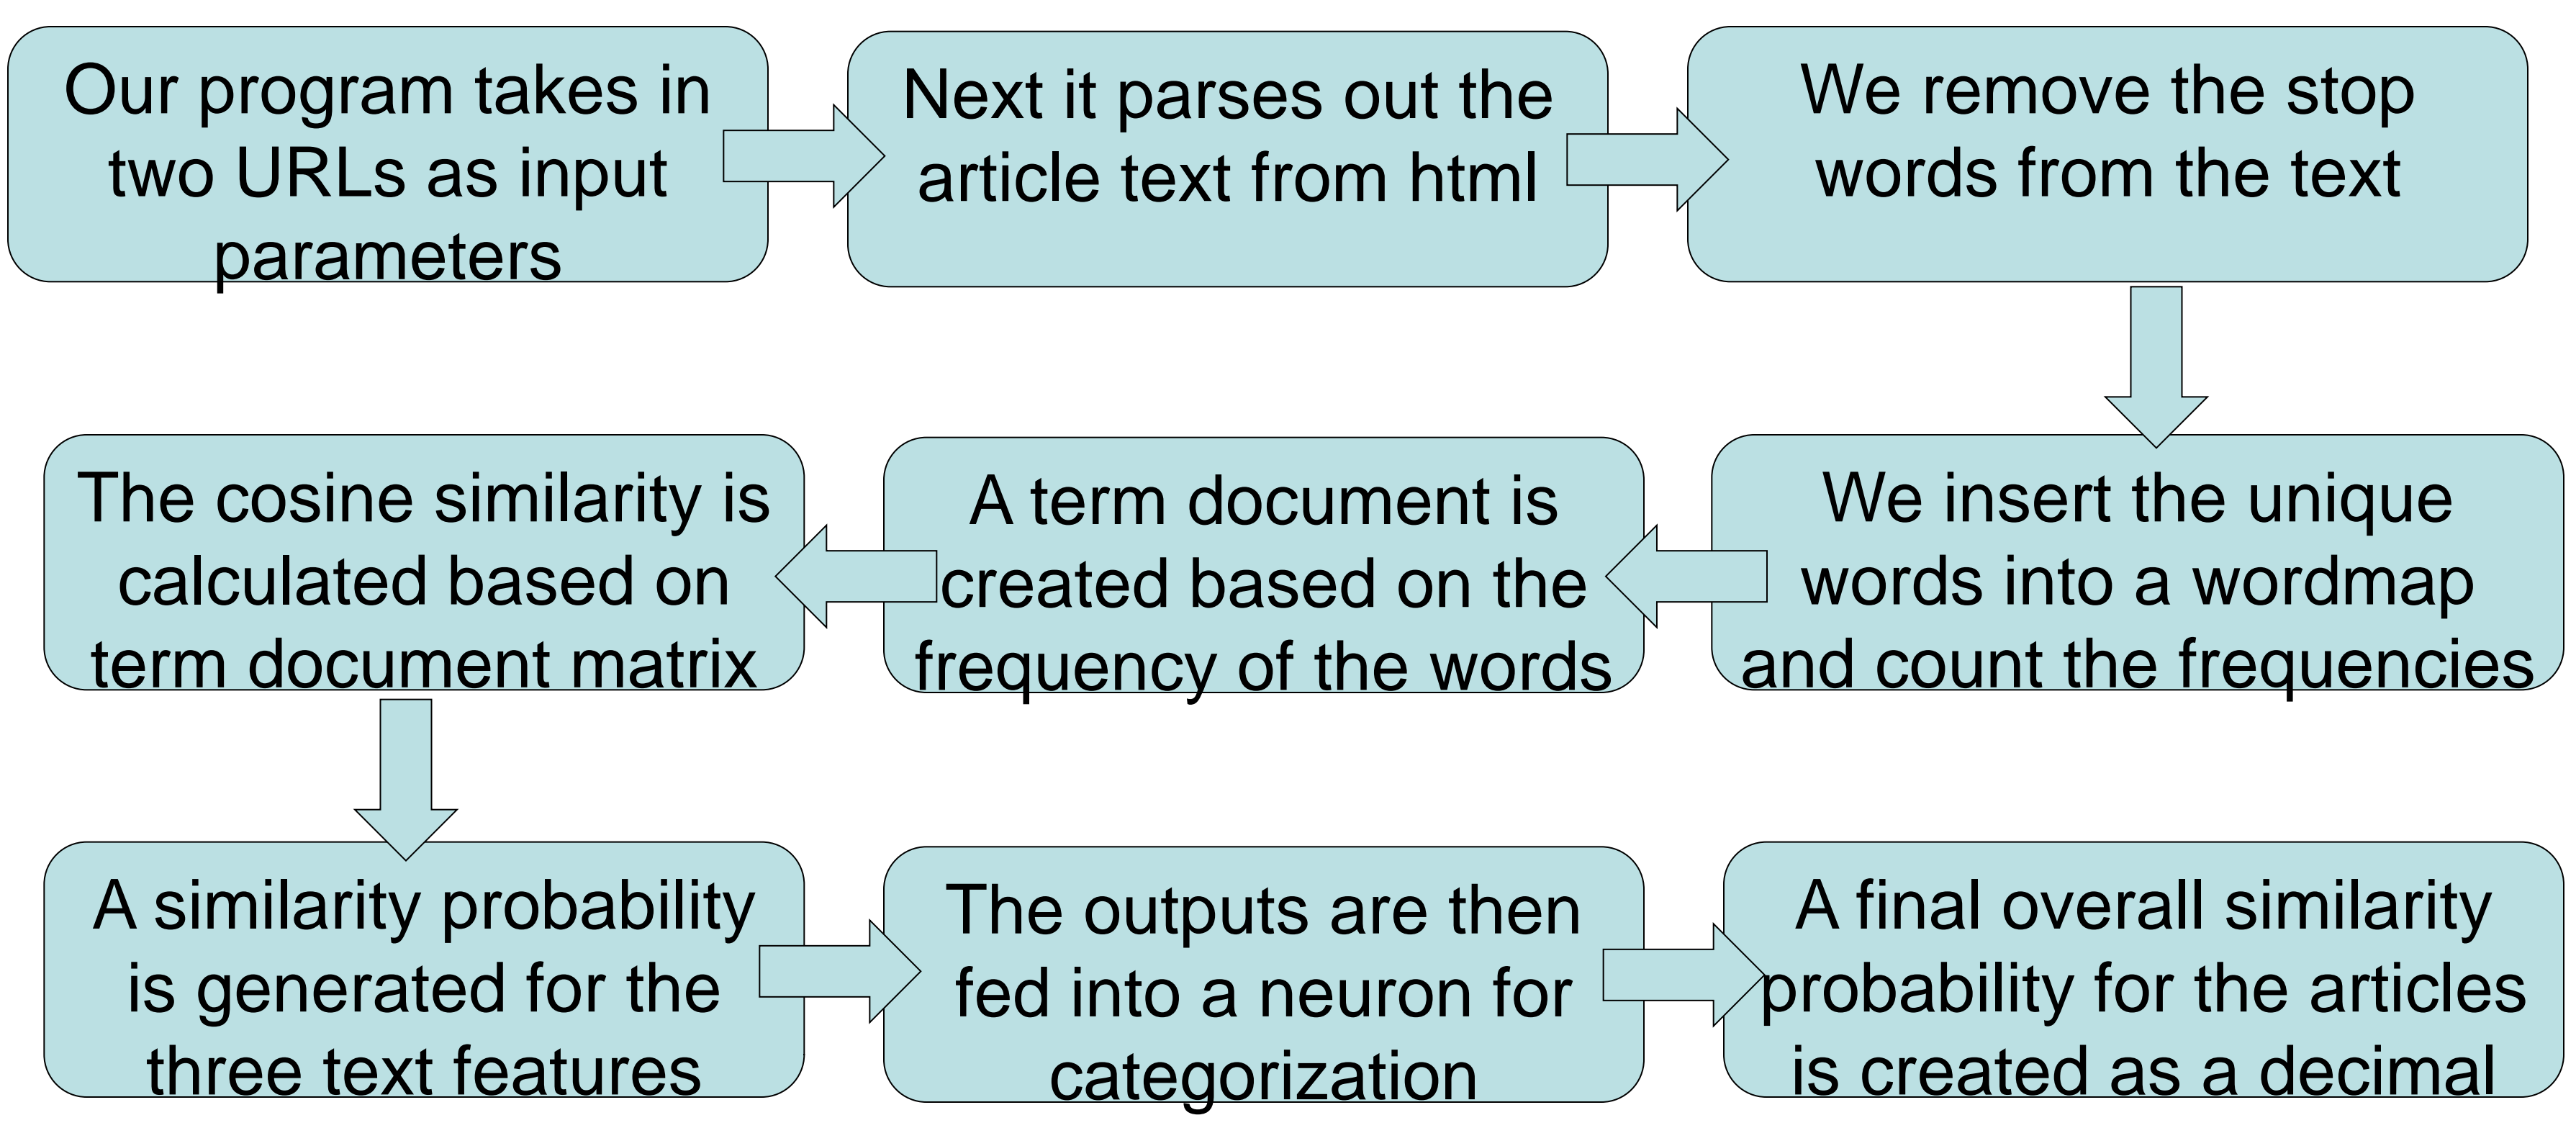 Our program takes in
two URLs as input
parameters
Next it parses out the
article text from html
We remove the stop
words from the text
We insert the unique
words into a wordmap
and count the frequencies
A term document is
created based on the
frequency of the words
The cosine similarity is
calculated based on
term document matrix
A similarity probability
is generated for the
three text features
The outputs are then
fed into a neuron for
categorization
A final overall similarity
probability for the articles
is created as a decimal